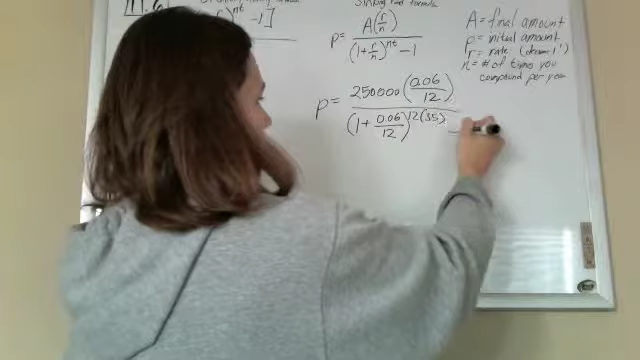 11.6
)^nt - 1]
Sinking Fund formula
p = A(r/n) / (1 + r/n)^nt - 1
A = final amount
p = initial amount
r = rate (decimal)
n = # of times you
compound per year
p = 250000(0.06/12) / (1 + 0.06/12)^12(35)